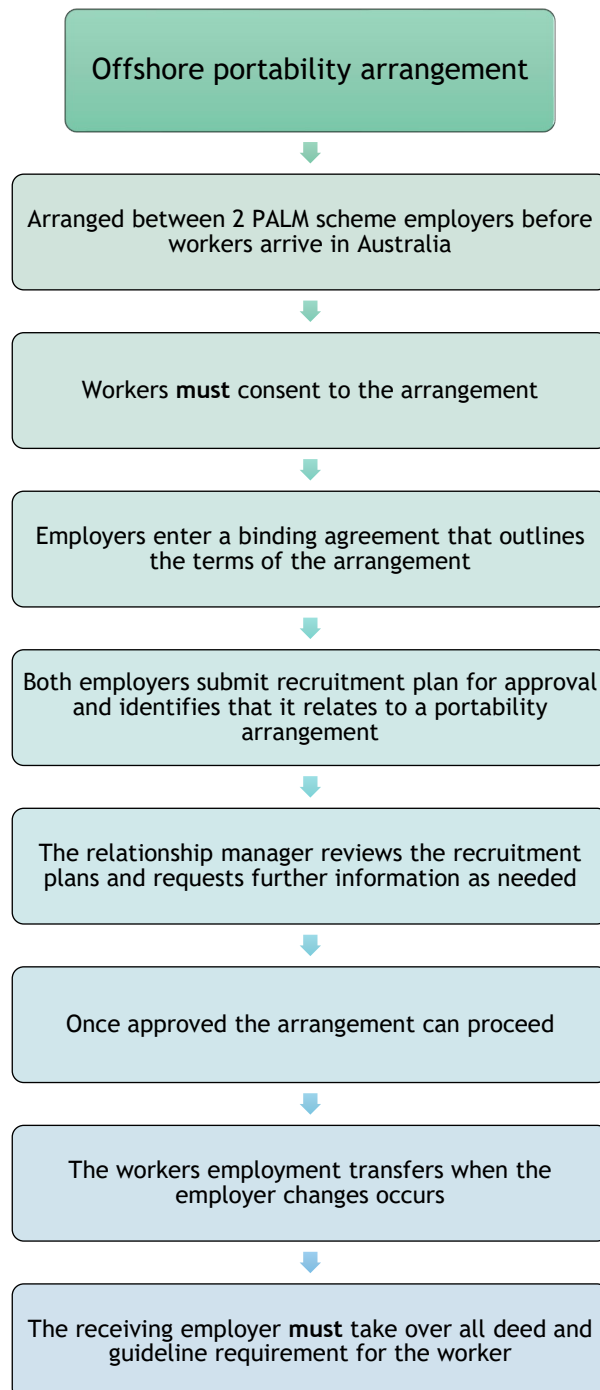 Offshore portability arrangement
Arranged between 2 PALM scheme employers before
workers arrive in Australia
Workers must consent to the arrangement
Employers enter a binding agreement that outlines
the terms of the arrangement
Both employers submit recruitment plan for approval
and identifies that it relates to a portability
arrangement
The relationship manager reviews the recruitment
plans and requests further information as needed
Once approved the arrangement can proceed
The workers employment transfers when the
employer changes occurs
The receiving employer must take over all deed and
guideline requirement for the worker